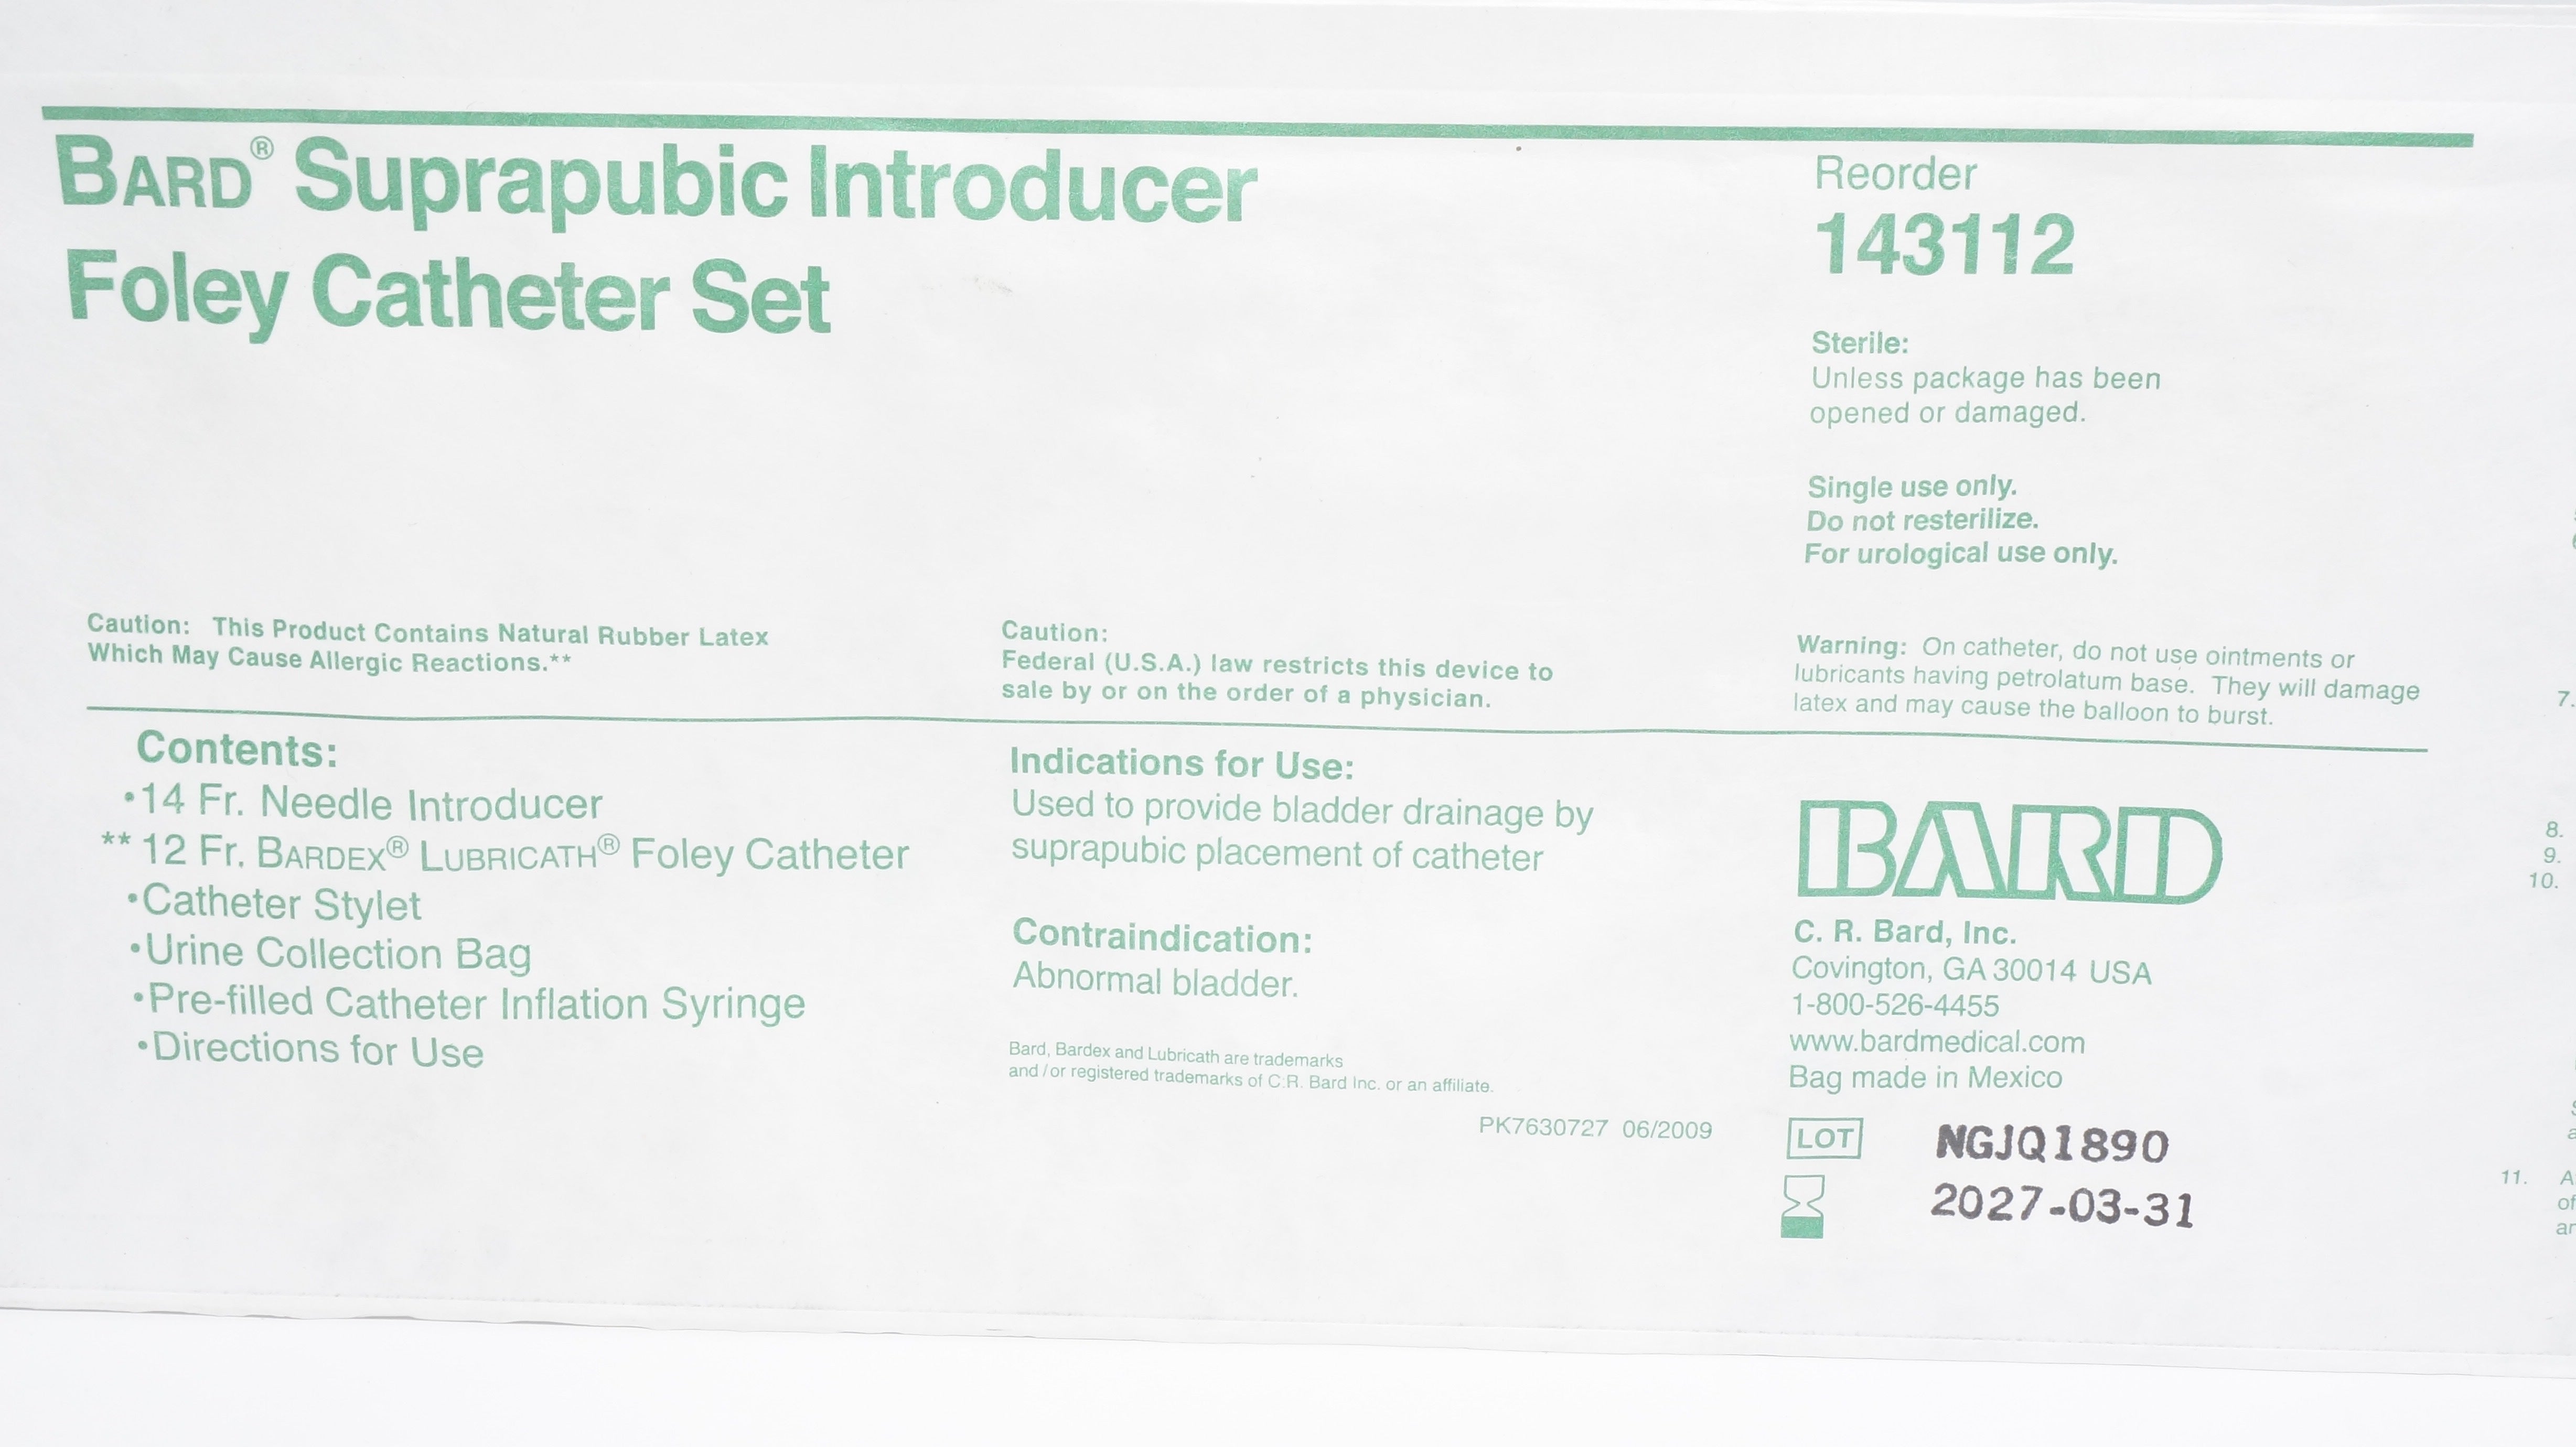 BARD® Suprapubic Introducer
Foley Catheter Set
Reorder
143112
Sterile:
Unless package has been
opened or damaged.
Single use only.
Do not resterilize.
For urological use only.
Caution: This Product Contains Natural Rubber Latex
Which May Cause Allergic Reactions.**
Caution:
Federal (U.S.A.) law restricts this device to
sale by or on the order of a physician.
Warning: On catheter, do not use ointments or
lubricants having petrolatum base. They will damage
latex and may cause the balloon to burst.
Contents:
•14 Fr. Needle Introducer
** 12 Fr. BARDEX® LUBRICATH® Foley Catheter
•Catheter Stylet
•Urine Collection Bag
•Pre-filled Catheter Inflation Syringe
•Directions for Use
Indications for Use:
Used to provide bladder drainage by
suprapubic placement of catheter
Contraindication:
Abnormal bladder.
Bard, Bardex and Lubricath are trademarks
and/or registered trademarks of C.R. Bard Inc. or an affiliate.
PK7630727 06/2009
BARD
C. R. Bard, Inc.
Covington, GA 30014 USA
1-800-526-4455
www.bardmedical.com
Bag made in Mexico
LOT NGJQ1890
2027-03-31
7.
8.
9.
10.
11.
of